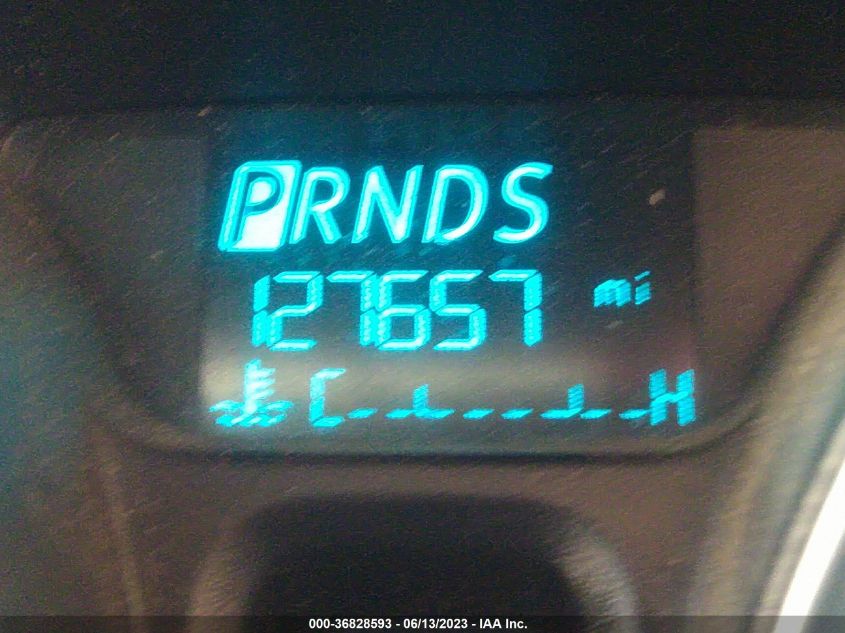 PRNDS
127657 mi
C H
000-36828593 - 06/13/2023 - IAA Inc.